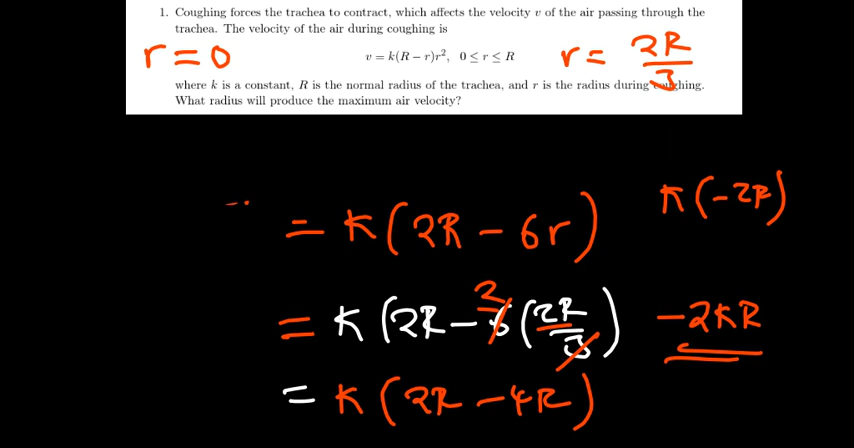 1. Coughing forces the trachea to contract, which affects the velocity v of the air passing through the
trachea. The velocity of the air during coughing is
r = 0
v = k(R − r)r², 0 ≤ r ≤ R
r = 2R/3
where k is a constant, R is the normal radius of the trachea, and r is the radius during coughing.
What radius will produce the maximum air velocity?
= K(2R − 6r)
K(−2R)
= K(2R − 6(2R/3)) 2
−2KR
= K(2R − 4R)